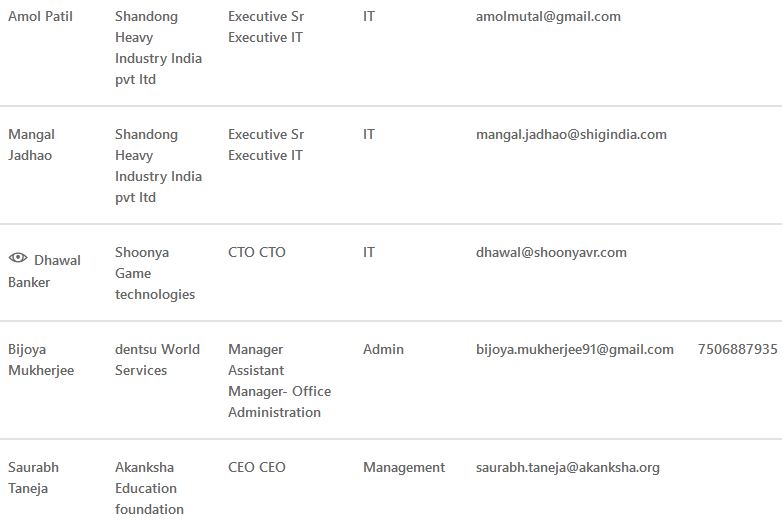 Amol Patil Shandong Executive Sr IT amolmutal@gmail.com
Heavy Executive IT
Industry India
pvt ltd
Mangal Shandong Executive Sr IT mangal.jadhao@shigindia.com
Jadhao Heavy Executive IT
Industry India
pvt ltd
Dhawal Shoonya CTO CTO IT dhawal@shoonyavr.com
Banker Game
technologies
Bijoya dentsu World Manager Admin bijoya.mukherjee91@gmail.com 7506887935
Mukherjee Services Assistant
Manager- Office
Administration
Saurabh Akanksha CEO CEO Management saurabh.taneja@akanksha.org
Taneja Education
foundation